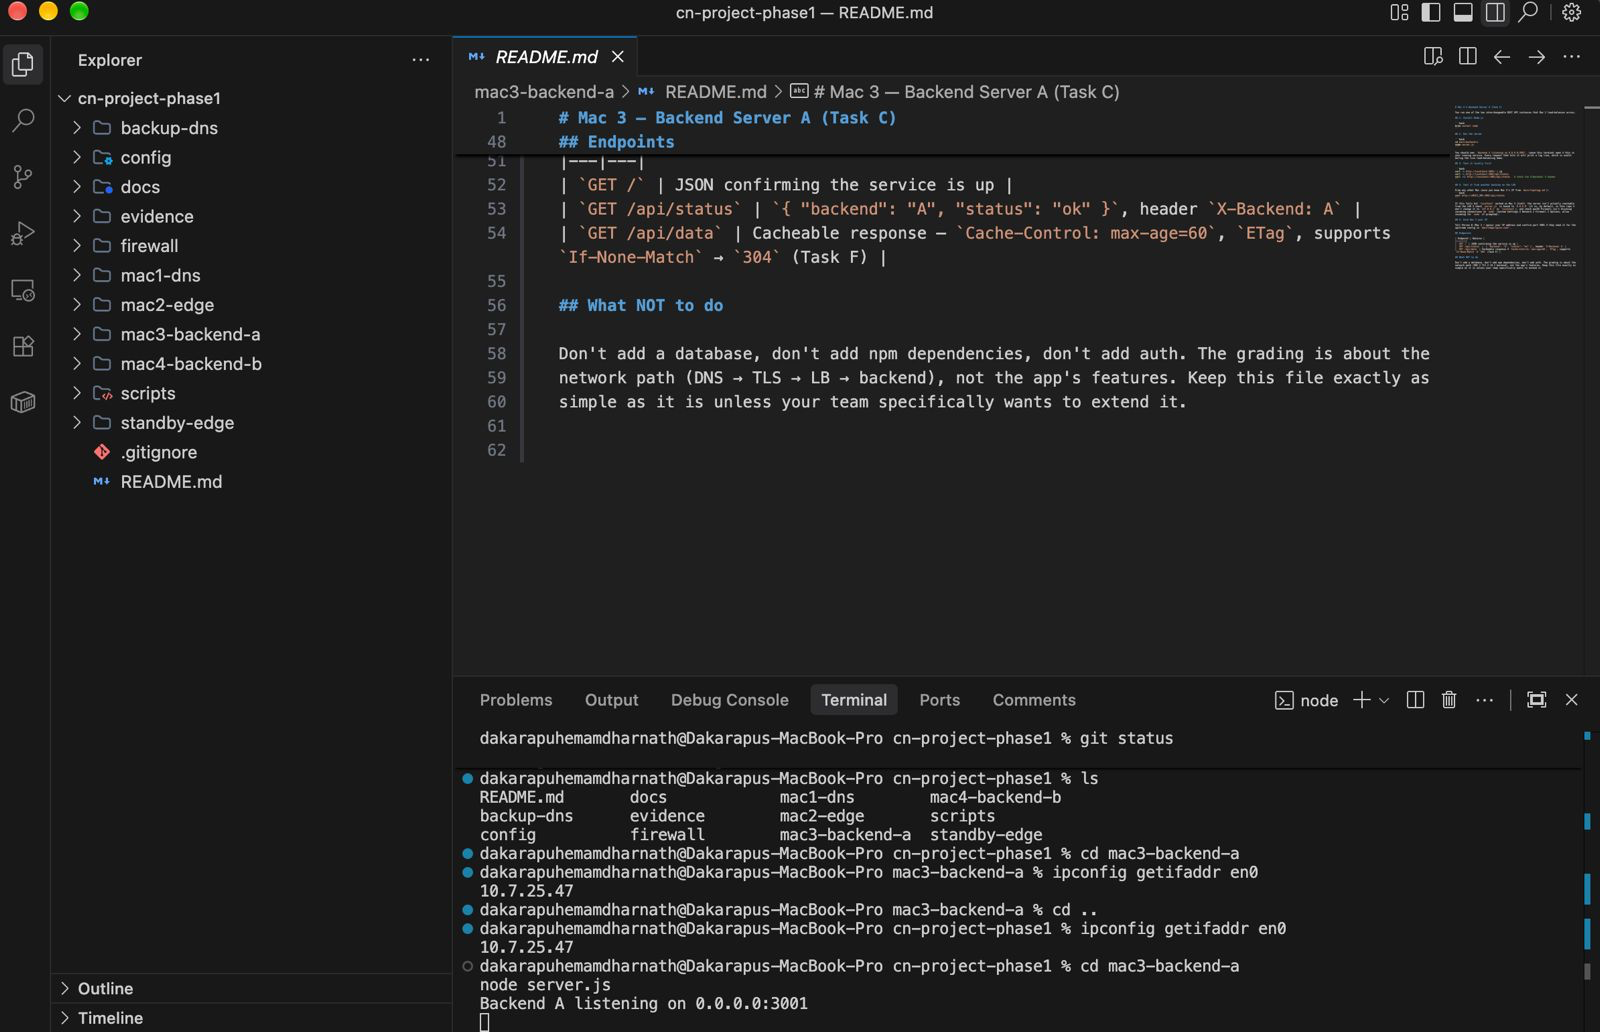 cn-project-phase1 — README.md
Explorer
cn-project-phase1
backup-dns
config
docs
evidence
firewall
mac1-dns
mac2-edge
mac3-backend-a
mac4-backend-b
scripts
standby-edge
.gitignore
README.md
Outline
Timeline
README.md
mac3-backend-a > README.md > # Mac 3 — Backend Server A (Task C)
1 # Mac 3 — Backend Server A (Task C)
48 ## Endpoints
51 |---|---|
52 | `GET /` | JSON confirming the service is up |
53 | `GET /api/status` | `{ "backend": "A", "status": "ok" }`, header `X-Backend: A` |
54 | `GET /api/data` | Cacheable response — `Cache-Control: max-age=60`, `ETag`, supports
`If-None-Match` → `304` (Task F) |
55
56 ## What NOT to do
57
58 Don't add a database, don't add npm dependencies, don't add auth. The grading is about the
59 network path (DNS → TLS → LB → backend), not the app's features. Keep this file exactly as
60 simple as it is unless your team specifically wants to extend it.
61
62
Problems Output Debug Console Terminal Ports Comments node
dakarapuhemamdharnath@Dakarapus-MacBook-Pro cn-project-phase1 % git status
dakarapuhemamdharnath@Dakarapus-MacBook-Pro cn-project-phase1 % ls
README.md docs mac1-dns mac4-backend-b
backup-dns evidence mac2-edge scripts
config firewall mac3-backend-a standby-edge
dakarapuhemamdharnath@Dakarapus-MacBook-Pro cn-project-phase1 % cd mac3-backend-a
dakarapuhemamdharnath@Dakarapus-MacBook-Pro mac3-backend-a % ipconfig getifaddr en0
10.7.25.47
dakarapuhemamdharnath@Dakarapus-MacBook-Pro mac3-backend-a % cd ..
dakarapuhemamdharnath@Dakarapus-MacBook-Pro cn-project-phase1 % ipconfig getifaddr en0
10.7.25.47
dakarapuhemamdharnath@Dakarapus-MacBook-Pro cn-project-phase1 % cd mac3-backend-a
node server.js
Backend A listening on 0.0.0.0:3001